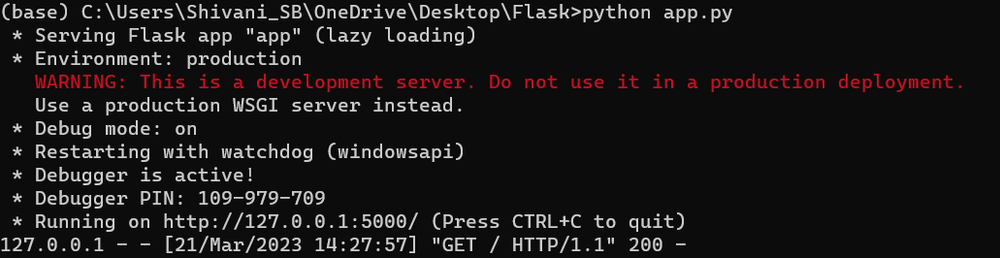 (base) C:\Users\Shivani_SB\OneDrive\Desktop\Flask>python app.py
 * Serving Flask app "app" (lazy loading)
 * Environment: production
   WARNING: This is a development server. Do not use it in a production deployment.
   Use a production WSGI server instead.
 * Debug mode: on
 * Restarting with watchdog (windowsapi)
 * Debugger is active!
 * Debugger PIN: 109-979-709
 * Running on http://127.0.0.1:5000/ (Press CTRL+C to quit)
127.0.0.1 - - [21/Mar/2023 14:27:57] "GET / HTTP/1.1" 200 -